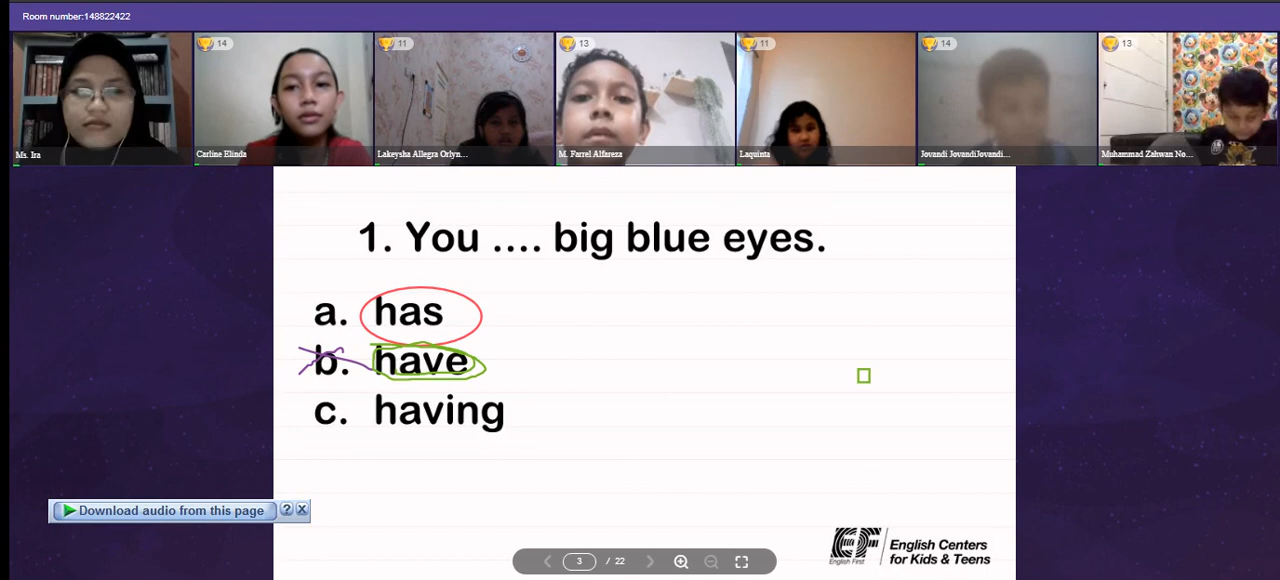 Room number:148822422
14
11
13
11
14
13
Ms. Ira
Carline Elinda
Lakeysha Allegra Orlyn...
M. Farrel Alfareza
Laquinta
Jovandi JovandiJovandi...
Muhammad Zahwan No...
1. You .... big blue eyes.
a. has
b. have
c. having
Download audio from this page ? X
3 / 22
EF
English First
English Centers
for Kids & Teens